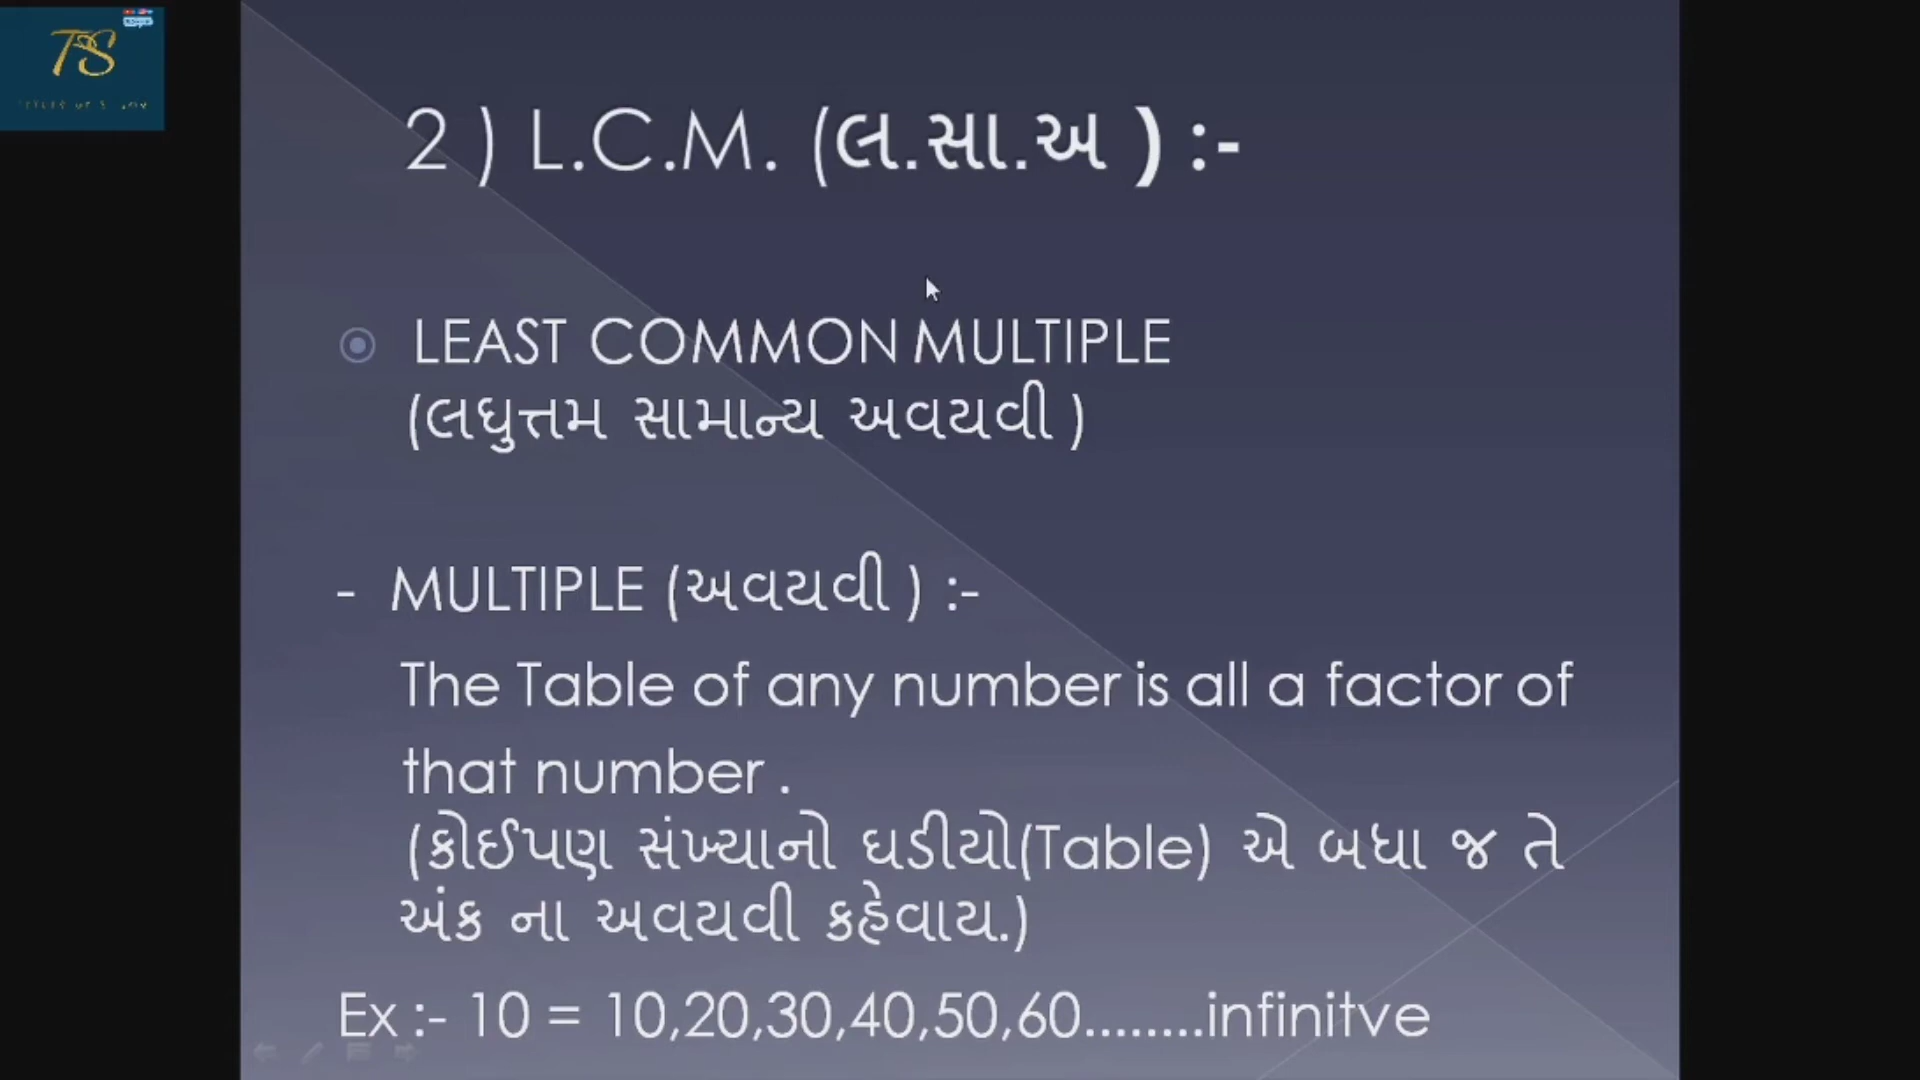 TS
2 ) L.C.M. (લ.સા.અ ) :-
LEAST COMMON MULTIPLE
(લઘુત્તમ સામાન્ય અવયવી )
- MULTIPLE (અવયવી ) :-
The Table of any number is all a factor of
that number .
(કોઈપણ સંખ્યાનો ઘડીયો(Table) એ બધા જ તે
અંક ના અવયવી કહેવાય.)
Ex :- 10 = 10,20,30,40,50,60........infinitve